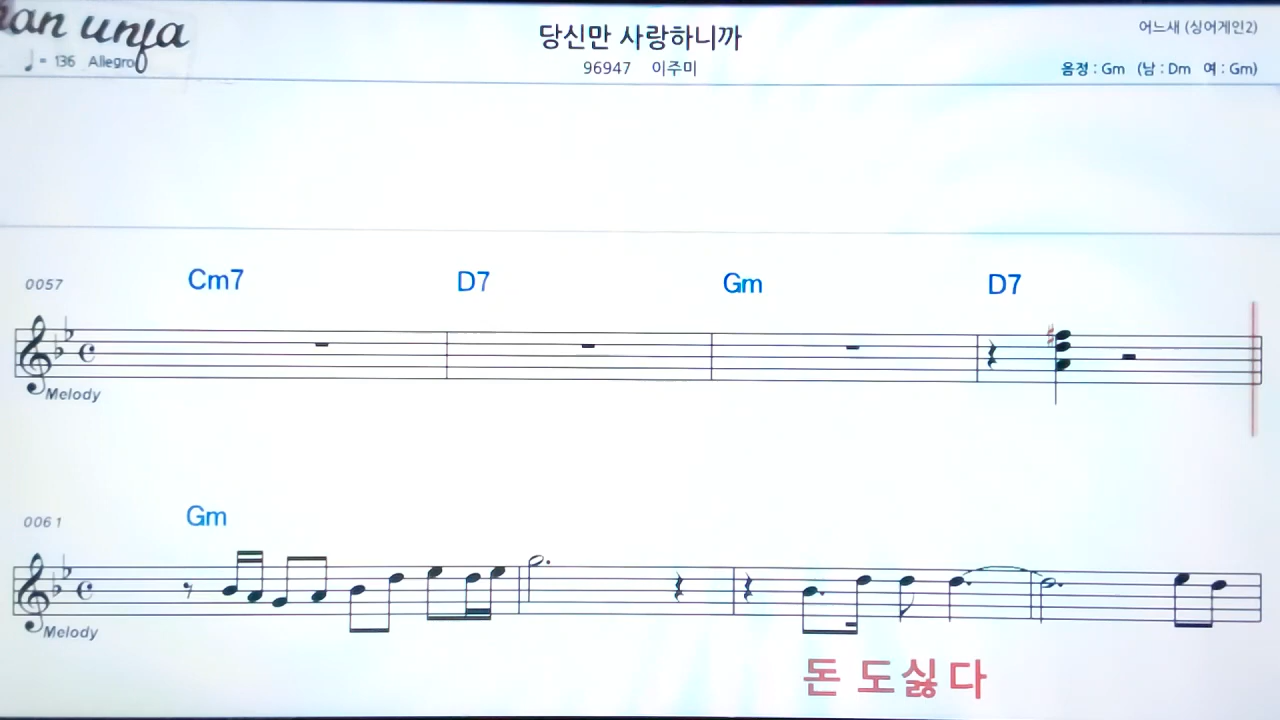 당신만 사랑하니까
어느새 (싱어게인2)
♩= 136 Allegro
96947 이주미
음정 : Gm (남 : Dm 여 : Gm)
0057 Cm7 D7 Gm D7
Melody
0061 Gm
Melody
돈 도싫다